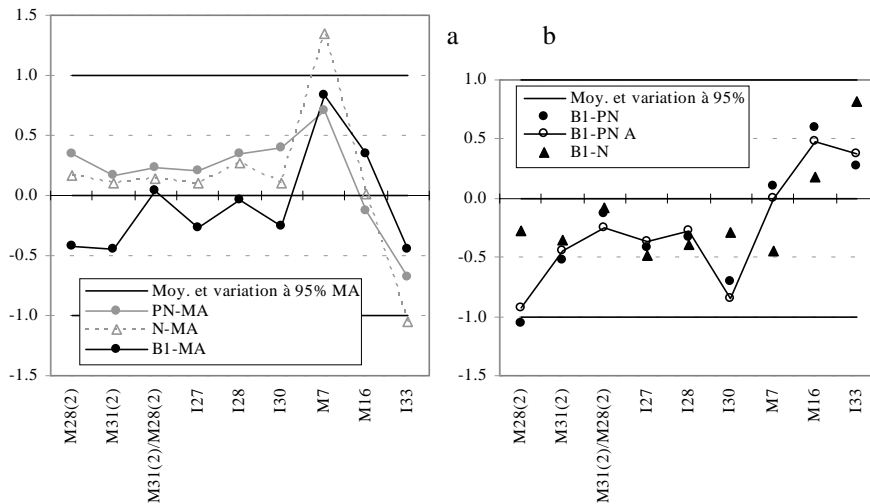 a
b
1.5
1.0
0.5
0.0
-0.5
-1.0
-1.5
Moy. et variation à 95% MA
PN-MA
N-MA
B1-MA
M28(2)
M31(2)
M31(2)/M28(2)
I27
I28
I30
M7
M16
I33
1.0
0.5
0.0
-0.5
-1.0
-1.5
Moy. et variation à 95%
B1-PN
B1-PN A
B1-N
M28(2)
M31(2)
M31(2)/M28(2)
I27
I28
I30
M7
M16
I33